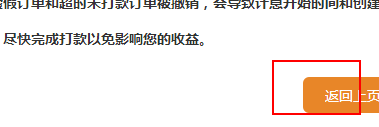 假订单和超时未打款订单被撤销，会导致计息开始时间和创建
尽快完成打款以免影响您的收益。
返回上页